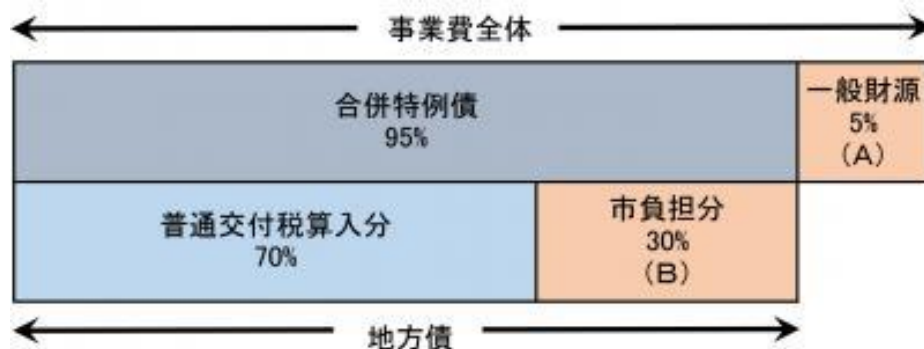 事業費全体
合併特例債
95%
一般財源
5%
(A)
普通交付税算入分
70%
市負担分
30%
(B)
地方債